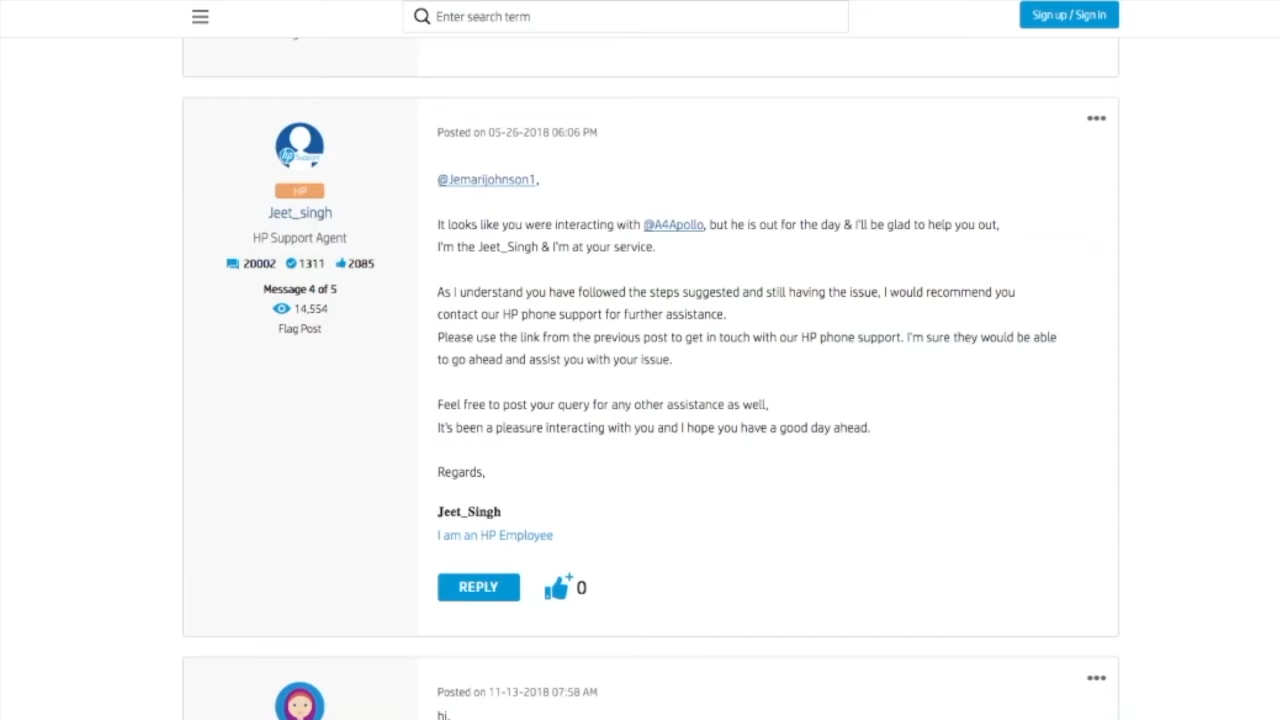 Enter search term
Sign up / Sign in
Posted on 05-26-2018 06:06 PM
HP
Jeet_singh
HP Support Agent
20002 1311 2085
Message 4 of 5
14,554
Flag Post
@Jemarijohnson1,
It looks like you were interacting with @A4Apollo, but he is out for the day & I'll be glad to help you out,
I'm the Jeet_Singh & I'm at your service.
As I understand you have followed the steps suggested and still having the issue, I would recommend you
contact our HP phone support for further assistance.
Please use the link from the previous post to get in touch with our HP phone support. I'm sure they would be able
to go ahead and assist you with your issue.
Feel free to post your query for any other assistance as well,
It's been a pleasure interacting with you and I hope you have a good day ahead.
Regards,
Jeet_Singh
I am an HP Employee
REPLY
0
Posted on 11-13-2018 07:58 AM
hi,